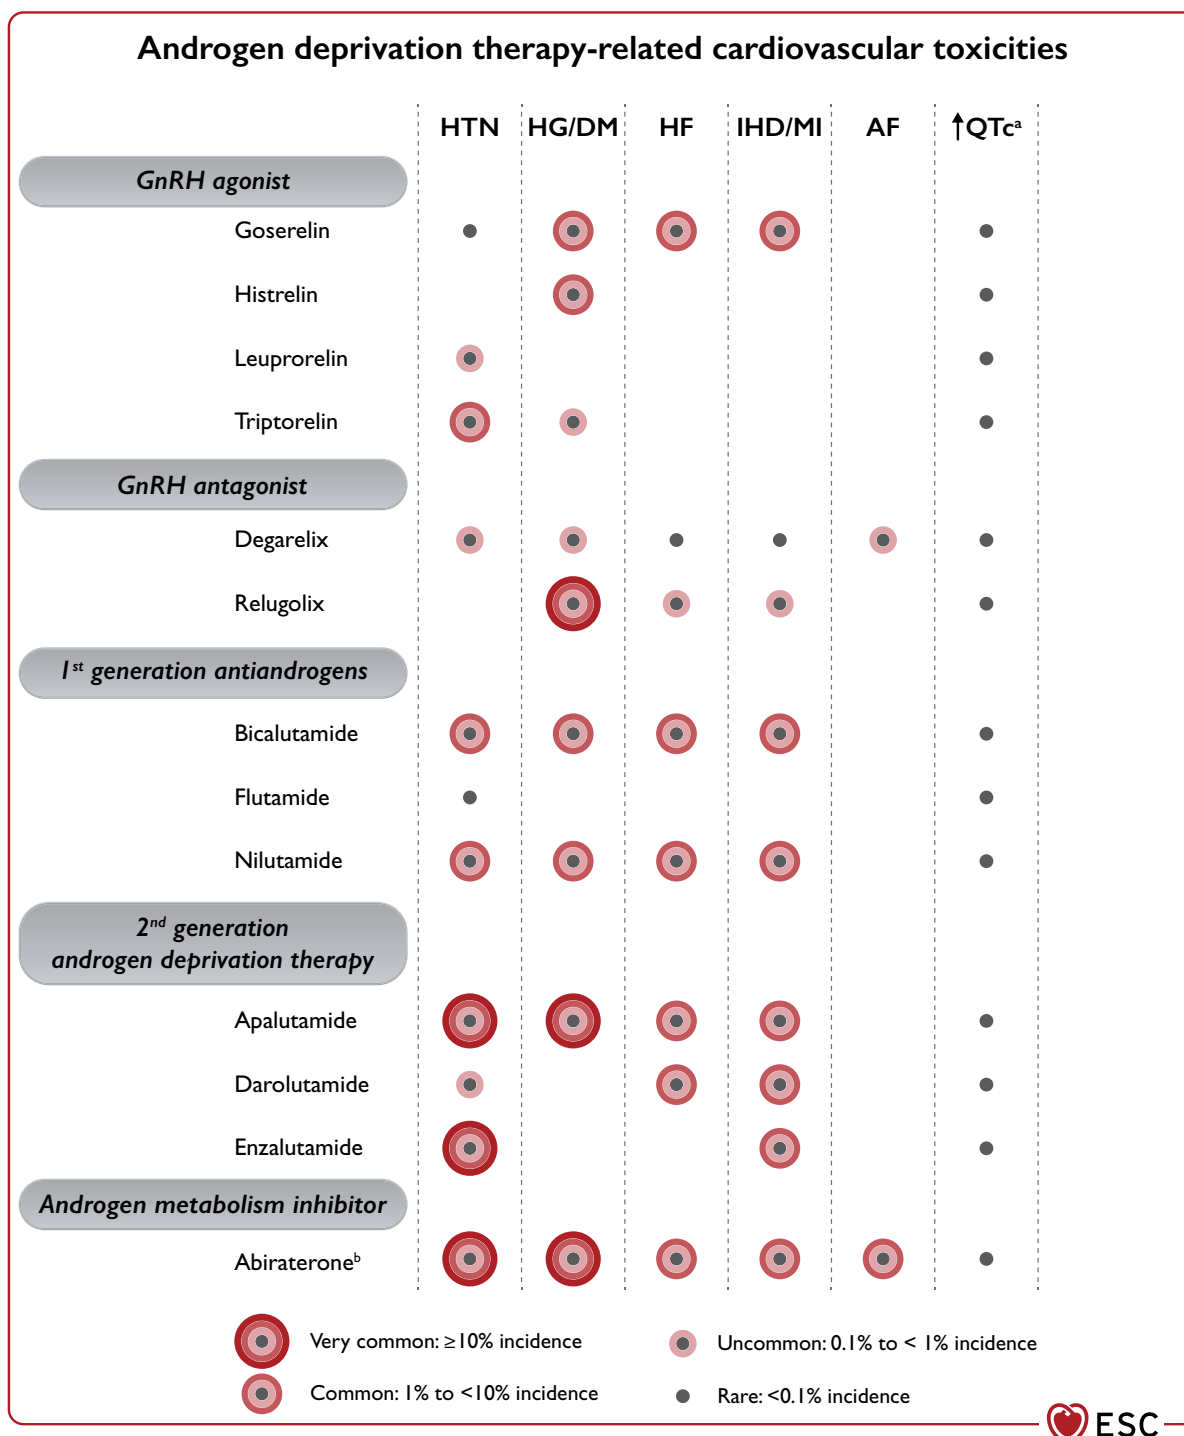 Androgen deprivation therapy-related cardiovascular toxicities
HTN HG/DM HF IHD/MI AF ↑QTcᵃ
GnRH agonist
Goserelin
Histrelin
Leuprorelin
Triptorelin
GnRH antagonist
Degarelix
Relugolix
1ˢᵗ generation antiandrogens
Bicalutamide
Flutamide
Nilutamide
2ⁿᵈ generation
androgen deprivation therapy
Apalutamide
Darolutamide
Enzalutamide
Androgen metabolism inhibitor
Abirateroneᵇ
Very common: ≥10% incidence
Uncommon: 0.1% to < 1% incidence
Common: 1% to <10% incidence
Rare: <0.1% incidence
ESC